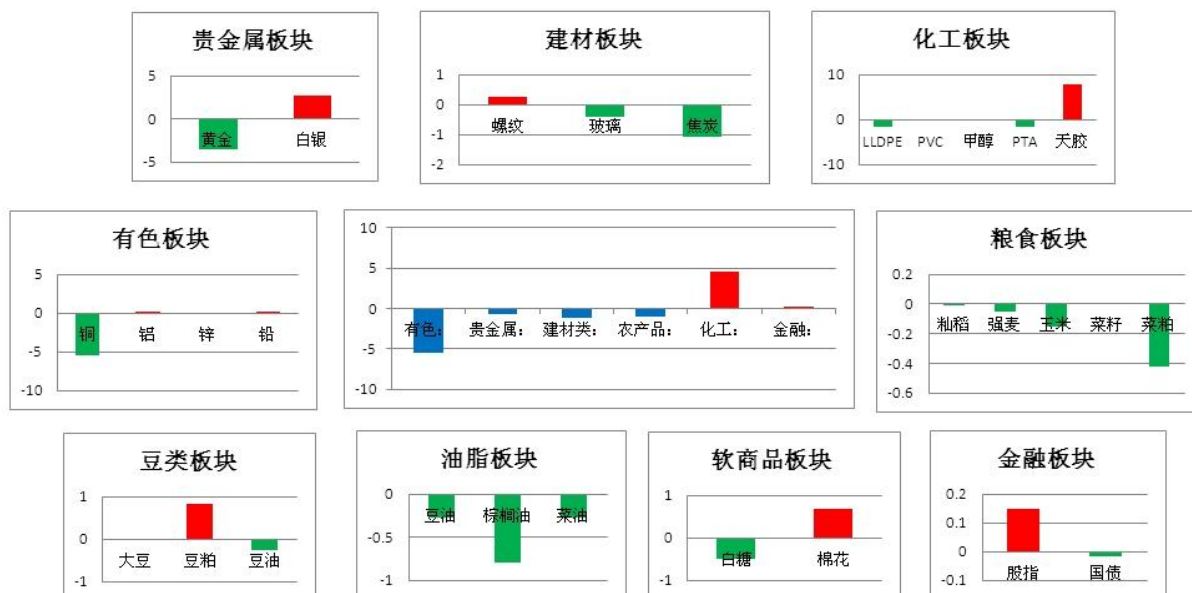 贵金属板块
5
0
-5
黄金 白银
建材板块
1
0
-1
-2
螺纹 玻璃 焦炭
化工板块
10
0
-10
LLDPE PVC 甲醇 PTA 天胶
有色板块
5
0
-5
-10
铜 铝 锌 铅
10
5
0
-5
-10
有色: 贵金属: 建材类: 农产品: 化工: 金融:
粮食板块
0.2
0
-0.2
-0.4
-0.6
籼稻 强麦 玉米 菜籽 菜粕
豆类板块
1
0
-1
大豆 豆粕 豆油
油脂板块
0
-0.5
-1
豆油 棕榈油 菜油
软商品板块
1
0
-1
白糖 棉花
金融板块
0.2
0.1
0
-0.1
股指 国债